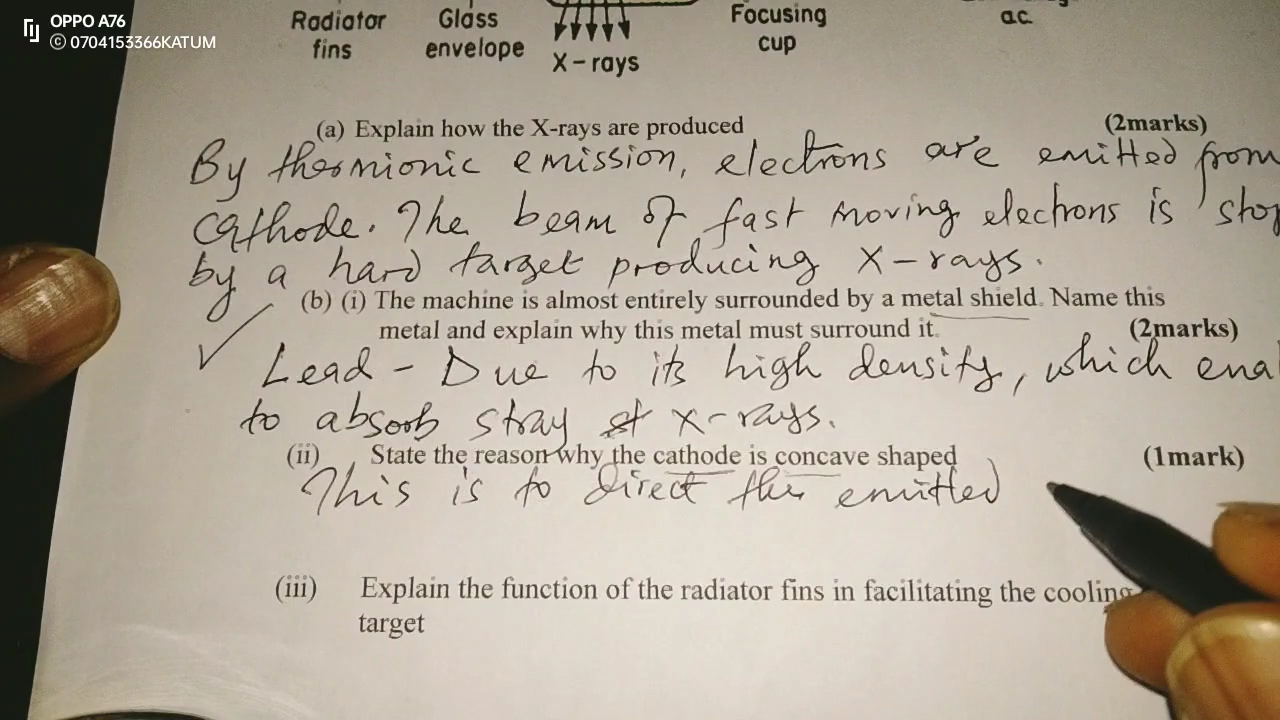 OPPO A76
© 0704153366KATUM
Radiator fins
Glass envelope
X-rays
Focusing cup
a.c.
(a) Explain how the X-rays are produced (2marks)
By thermionic emission, electrons are emitted from
cathode. The beam of fast moving electrons is
by a hard target producing X-rays.
(b) (i) The machine is almost entirely surrounded by a metal shield. Name this
metal and explain why this metal must surround it. (2marks)
Lead - Due to its high density, which
to absorb stray X-rays.
(ii) State the reason why the cathode is concave shaped (1mark)
This is to direct the emitted
(iii) Explain the function of the radiator fins in facilitating the cooling
target